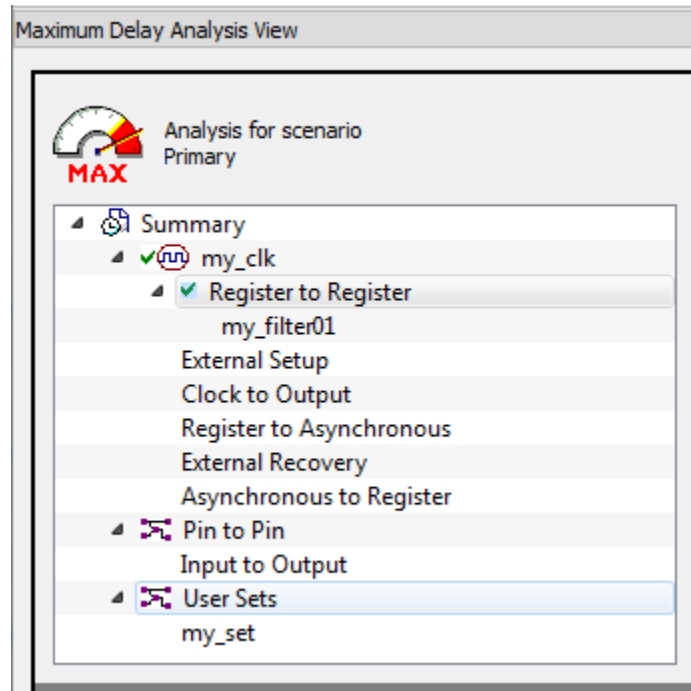 Maximum Delay Analysis View
Analysis for scenario
Primary
MAX
Summary
my_clk
Register to Register
my_filter01
External Setup
Clock to Output
Register to Asynchronous
External Recovery
Asynchronous to Register
Pin to Pin
Input to Output
User Sets
my_set